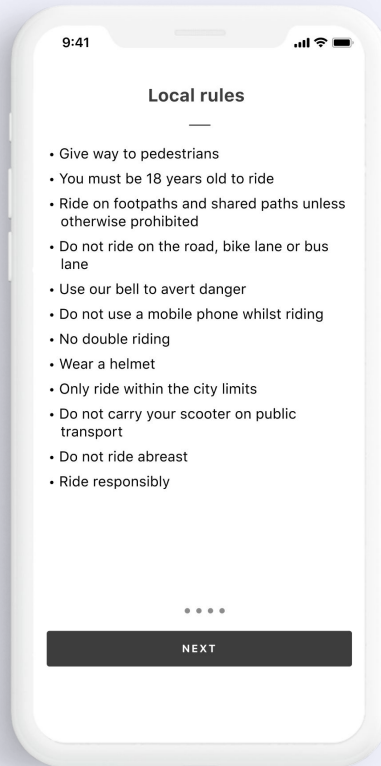 9:41
Local rules
• Give way to pedestrians
• You must be 18 years old to ride
• Ride on footpaths and shared paths unless
otherwise prohibited
• Do not ride on the road, bike lane or bus
lane
• Use our bell to avert danger
• Do not use a mobile phone whilst riding
• No double riding
• Wear a helmet
• Only ride within the city limits
• Do not carry your scooter on public
transport
• Do not ride abreast
• Ride responsibly
NEXT